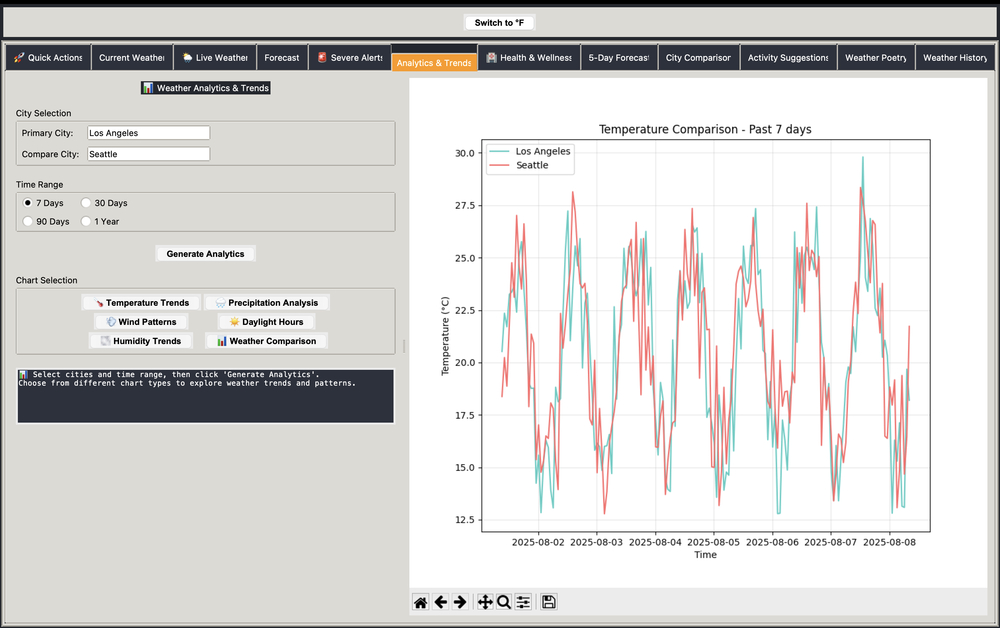 Switch to °F
Quick Actions
Current Weather
Live Weather
Forecast
Severe Alerts
Analytics & Trends
Health & Wellness
5-Day Forecast
City Comparisor
Activity Suggestions
Weather Poetry
Weather History
Weather Analytics & Trends
City Selection
Primary City: Los Angeles
Compare City: Seattle
Time Range
7 Days 30 Days
90 Days 1 Year
Generate Analytics
Chart Selection
Temperature Trends Precipitation Analysis
Wind Patterns Daylight Hours
Humidity Trends Weather Comparison
Select cities and time range, then click 'Generate Analytics'.
Choose from different chart types to explore weather trends and patterns.
Temperature Comparison - Past 7 days
Los Angeles
Seattle
Temperature (°C)
30.0
27.5
25.0
22.5
20.0
17.5
15.0
12.5
2025-08-02 2025-08-03 2025-08-04 2025-08-05 2025-08-06 2025-08-07 2025-08-08
Time